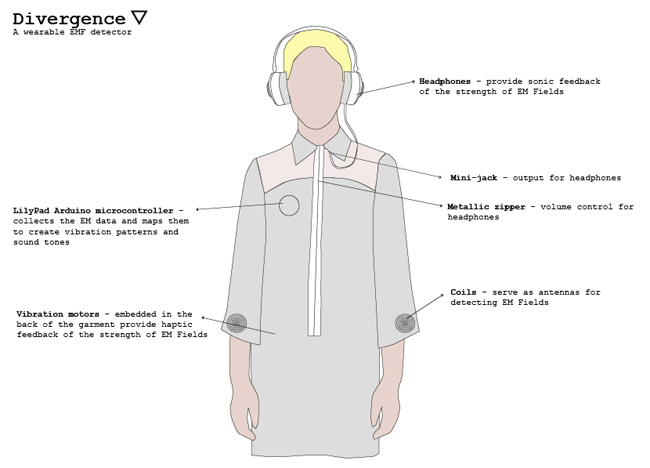 Divergence ▽
A wearable EMF detector
Headphones - provide sonic feedback
of the strength of EM Fields
Mini-jack - output for headphones
LilyPad Arduino microcontroller -
collects the EM data and maps them
to create vibration patterns and
sound tones
Metallic zipper - volume control for
headphones
Coils - serve as antennas for
detecting EM Fields
Vibration motors - embedded in the
back of the garment provide haptic
feedback of the strength of EM Fields